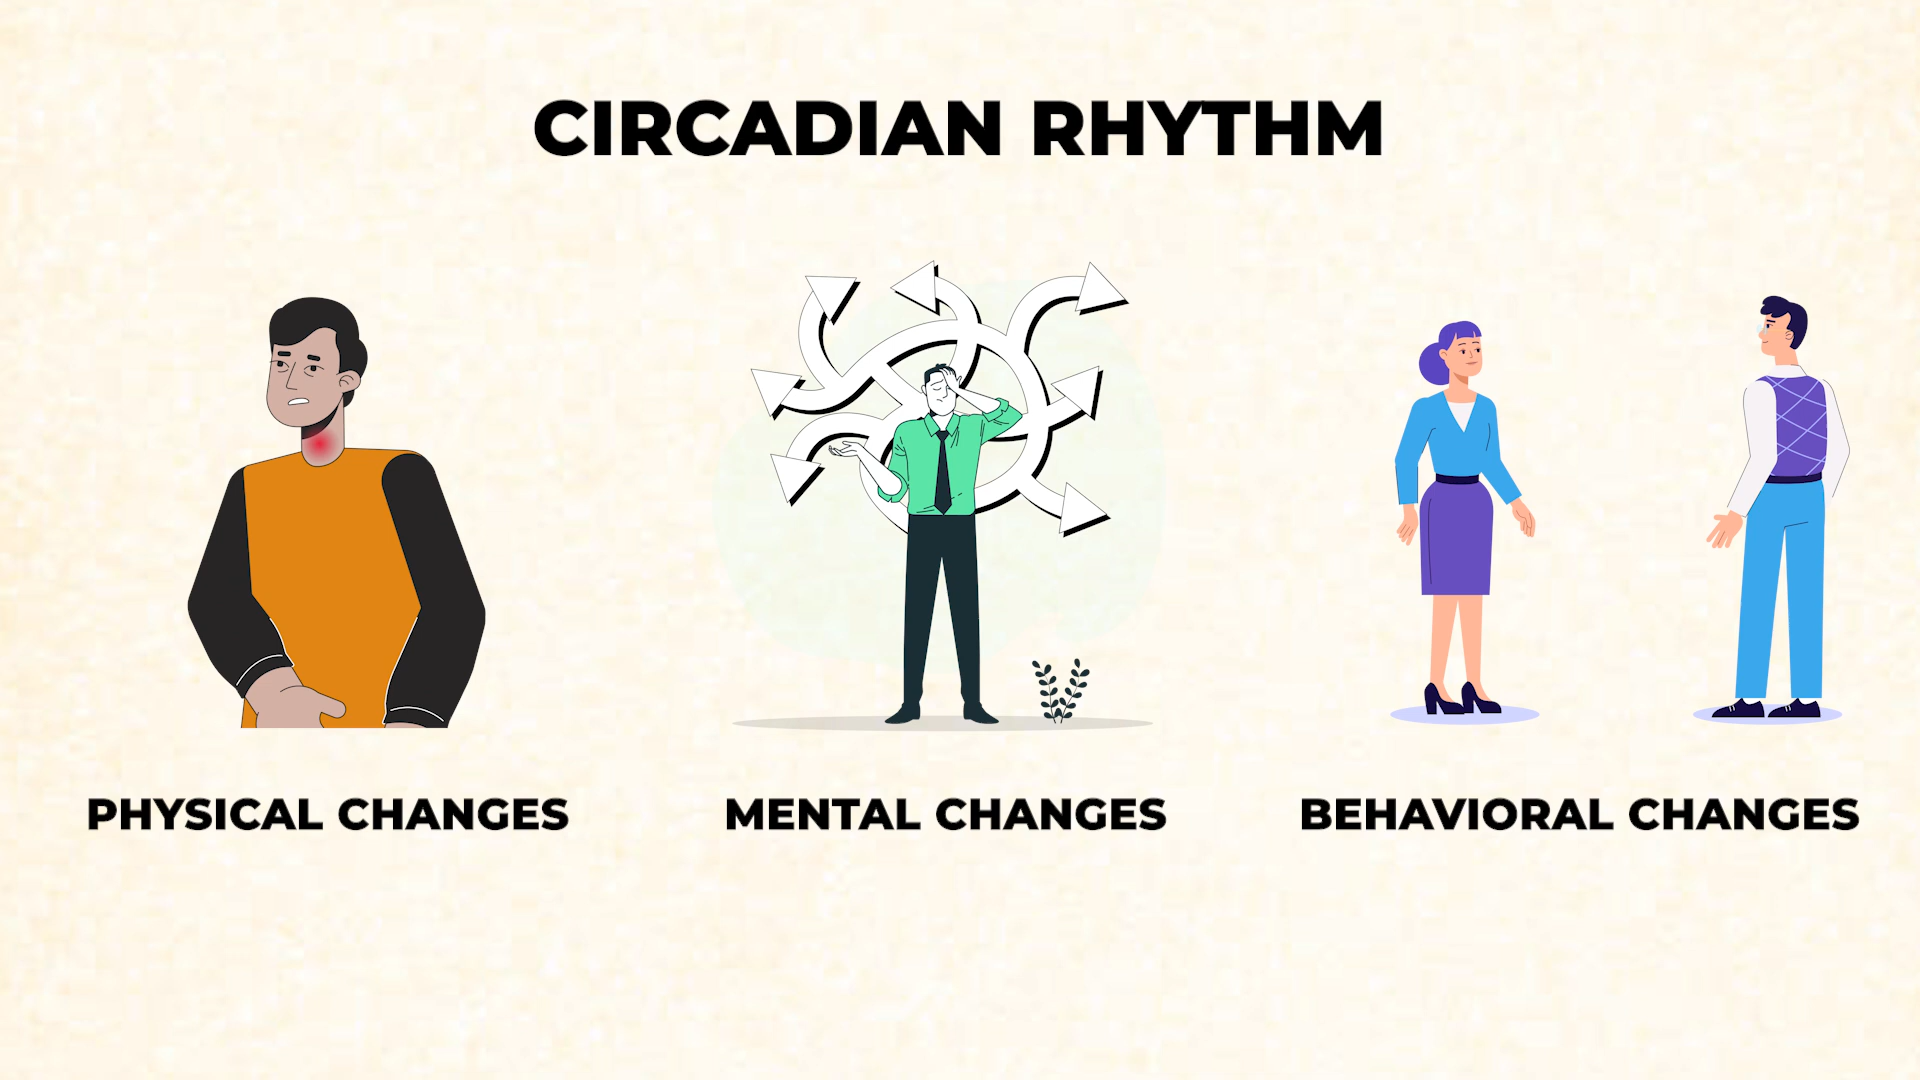 CIRCADIAN RHYTHM
PHYSICAL CHANGES
MENTAL CHANGES
BEHAVIORAL CHANGES